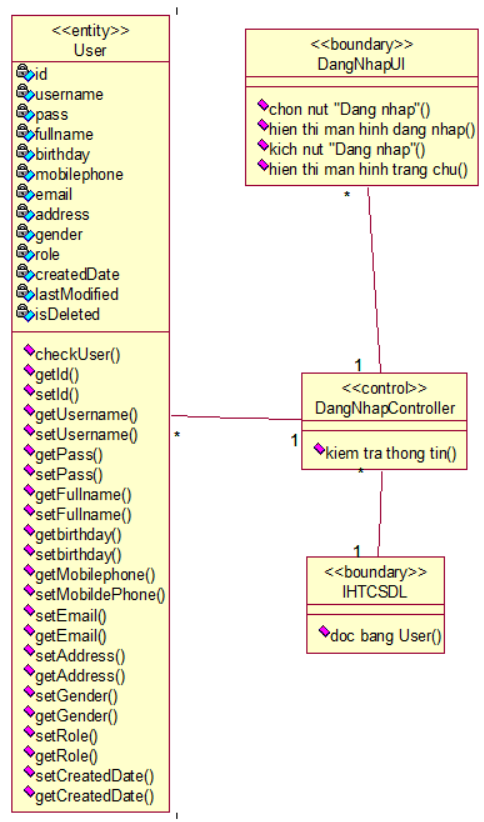 <<entity>>
User
id
username
pass
fullname
birthday
mobilephone
email
address
gender
role
createdDate
lastModified
isDeleted
checkUser()
getId()
setId()
getUsername()
setUsername()
getPass()
setPass()
getFullname()
setFullname()
getbirthday()
setbirthday()
getMobilephone()
setMobildePhone()
setEmail()
getEmail()
setAddress()
getAddress()
setGender()
getGender()
setRole()
getRole()
setCreatedDate()
getCreatedDate()
<<boundary>>
DangNhapUI
chon nut "Dang nhap"()
hien thi man hinh dang nhap()
kich nut "Dang nhap"()
hien thi man hinh trang chu()
*
1
<<control>>
DangNhapController
kiem tra thong tin()
*
1
*
1
<<boundary>>
IHTCSDL
doc bang User()